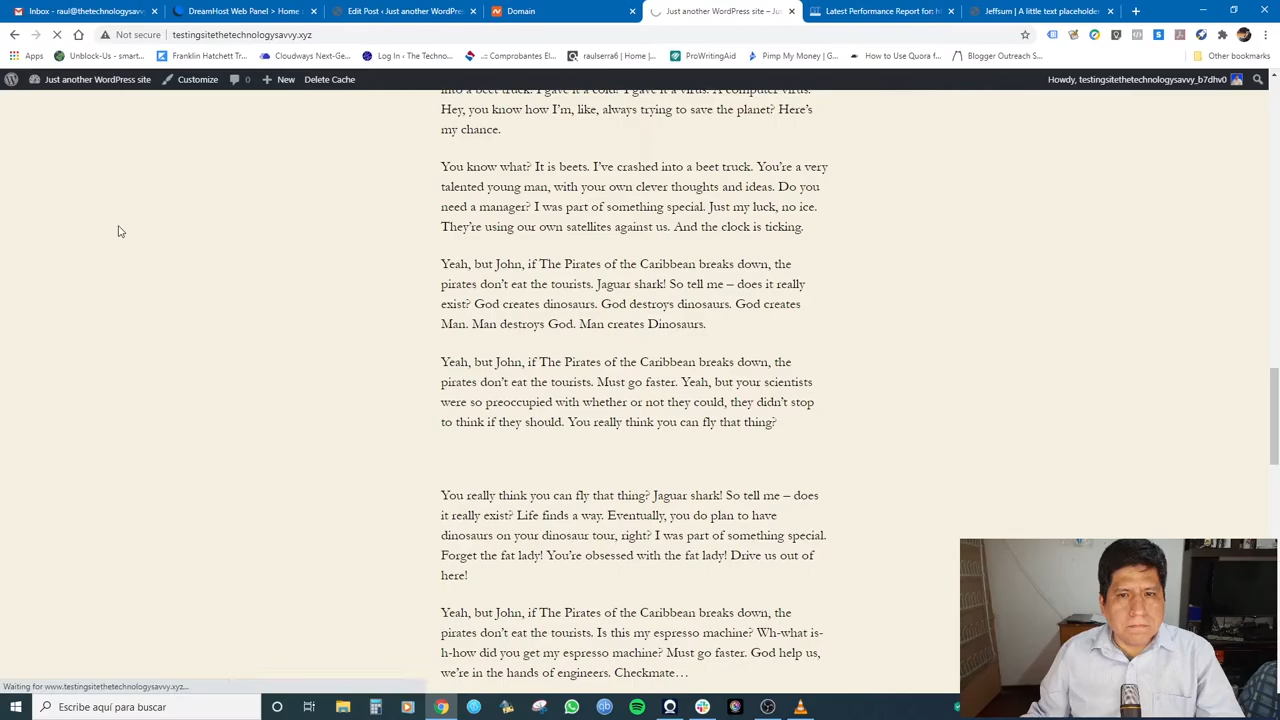 Inbox - raul@thetechnologysavvy.
DreamHost Web Panel > Home :
Edit Post ‹ Just another WordPress
Domain
Just another WordPress site – Jus
Latest Performance Report for: h
Jeffsum | A little text placeholder
Not secure | testingsitethetechnologysavvy.xyz
Apps
Unblock-Us - smart...
Franklin Hatchett Tr...
Cloudways Next-Ge...
Log In ‹ The Techno...
.:: Comprobantes El...
raulserra6 | Create P...
ProWritingAid
Pimp My Money | G...
How to Use Quora f...
Blogger Outreach S...
Other bookmarks
Just another WordPress site
Customize
0
New
Delete Cache
Howdy, testingsitethetechnologysavvy_b7dhv0
into a beet truck. I gave it a cold? I gave it a virus. A computer virus.
Hey, you know how I'm, like, always trying to save the planet? Here's
my chance.
You know what? It is beets. I've crashed into a beet truck. You're a very
talented young man, with your own clever thoughts and ideas. Do you
need a manager? I was part of something special. Just my luck, no ice.
They're using our own satellites against us. And the clock is ticking.
Yeah, but John, if The Pirates of the Caribbean breaks down, the
pirates don't eat the tourists. Jaguar shark! So tell me – does it really
exist? God creates dinosaurs. God destroys dinosaurs. God creates
Man. Man destroys God. Man creates Dinosaurs.
Yeah, but John, if The Pirates of the Caribbean breaks down, the
pirates don't eat the tourists. Must go faster. Yeah, but your scientists
were so preoccupied with whether or not they could, they didn't stop
to think if they should. You really think you can fly that thing?
You really think you can fly that thing? Jaguar shark! So tell me – does
it really exist? Life finds a way. Eventually, you do plan to have
dinosaurs on your dinosaur tour, right? I was part of something special.
Forget the fat lady! You're obsessed with the fat lady! Drive us out of
here!
Yeah, but John, if The Pirates of the Caribbean breaks down, the
pirates don't eat the tourists. Is this my espresso machine? Wh-what is-
h-how did you get my espresso machine? Must go faster. God help us,
we're in the hands of engineers. Checkmate…
Waiting for www.testingsitethetechnologysavvy.xyz...
Escribe aquí para buscar